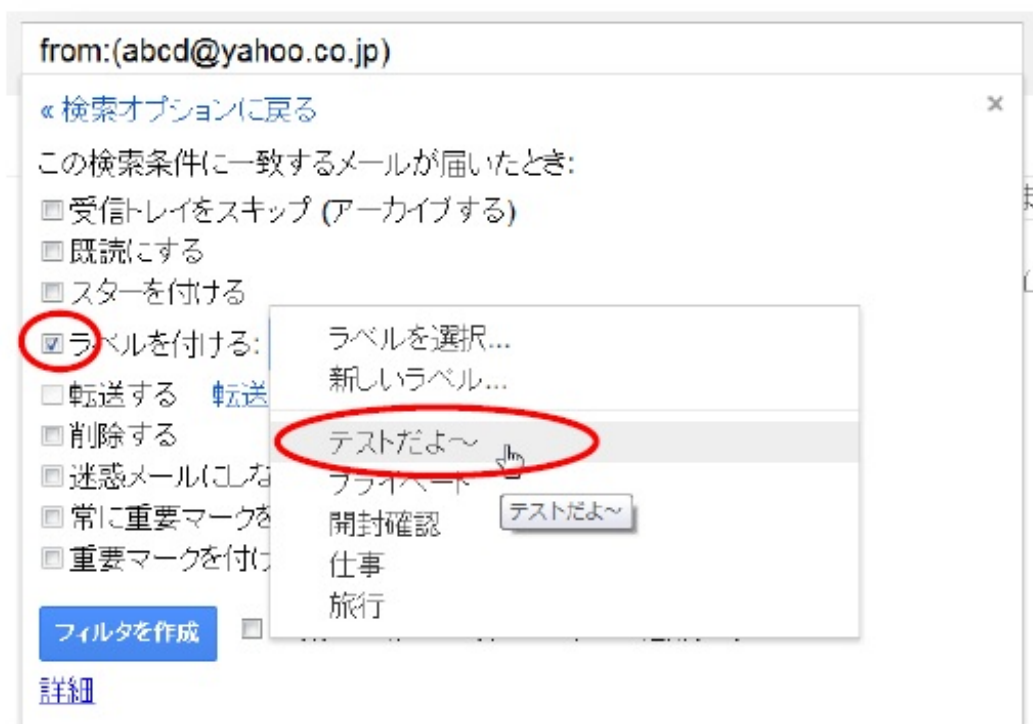 from:(abcd@yahoo.co.jp)
«検索オプションに戻る
×
この検索条件に一致するメールが届いたとき:
受信トレイをスキップ (アーカイブする)
既読にする
スターを付ける
ラベルを付ける:
ラベルを選択...
新しいラベル...
転送する 転送
テストだよ～
削除する
プライベート
迷惑メールにしな
テストだよ～
常に重要マークを
開封確認
重要マークを付け
仕事
旅行
フィルタを作成
詳細